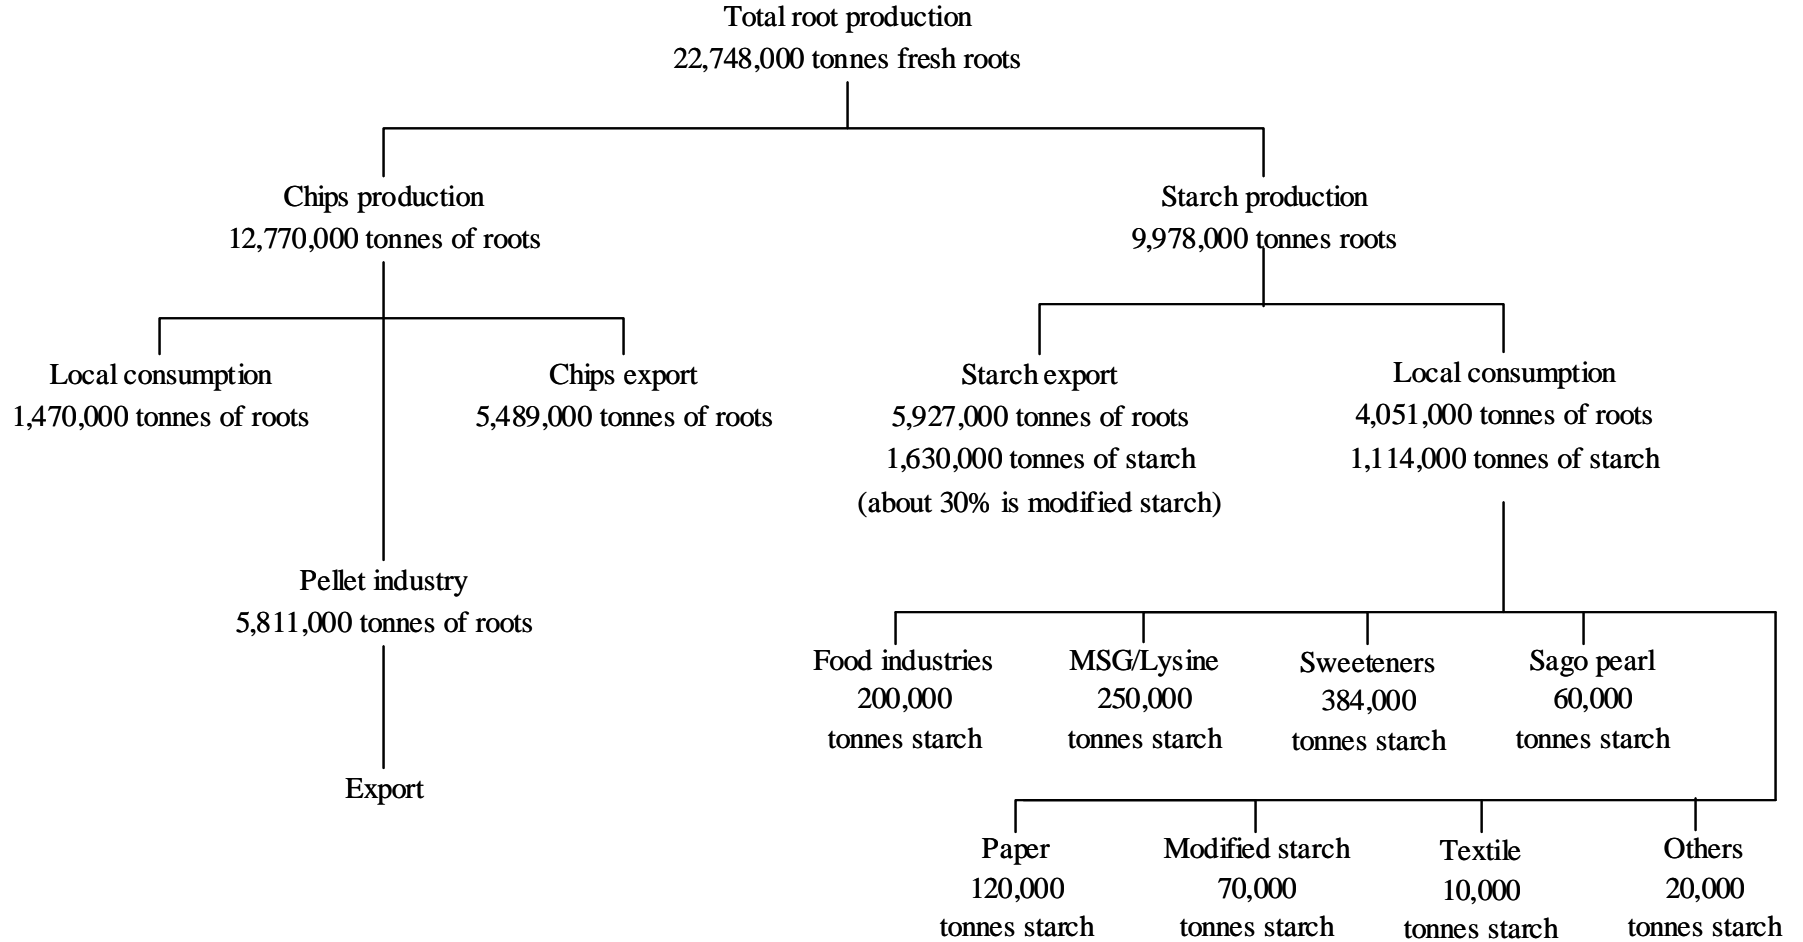 Total root production
22,748,000 tonnes fresh roots
Chips production
12,770,000 tonnes of roots
Starch production
9,978,000 tonnes roots
Local consumption
1,470,000 tonnes of roots
Chips export
5,489,000 tonnes of roots
Starch export
5,927,000 tonnes of roots
1,630,000 tonnes of starch
(about 30% is modified starch)
Local consumption
4,051,000 tonnes of roots
1,114,000 tonnes of starch
Pellet industry
5,811,000 tonnes of roots
Export
Food industries
200,000
tonnes starch
MSG/Lysine
250,000
tonnes starch
Sweeteners
384,000
tonnes starch
Sago pearl
60,000
tonnes starch
Paper
120,000
tonnes starch
Modified starch
70,000
tonnes starch
Textile
10,000
tonnes starch
Others
20,000
tonnes starch